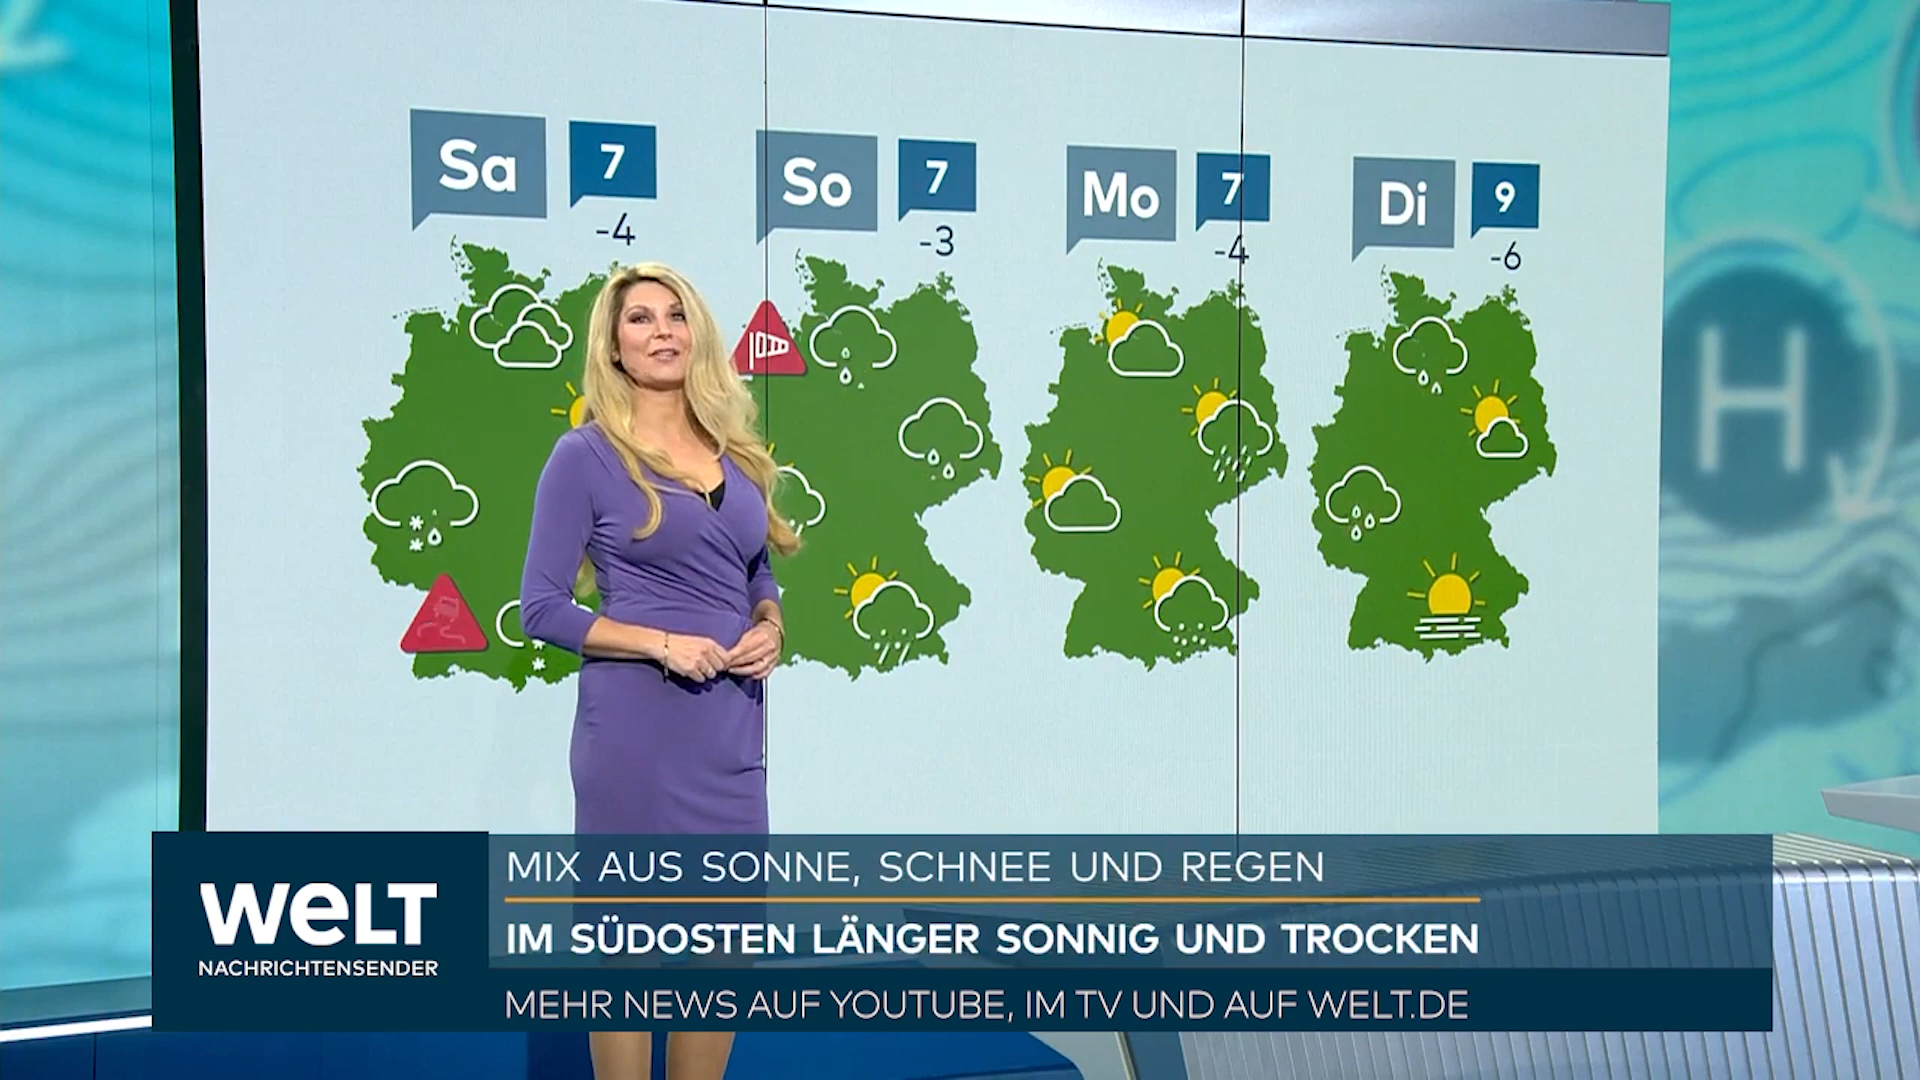 Sa 7 So 7 Mo 7 Di 9
-4 -3 -4 -6
H
MIX AUS SONNE, SCHNEE UND REGEN
IM SÜDOSTEN LÄNGER SONNIG UND TROCKEN
WELT
NACHRICHTENSENDER
MEHR NEWS AUF YOUTUBE, IM TV UND AUF WELT.DE